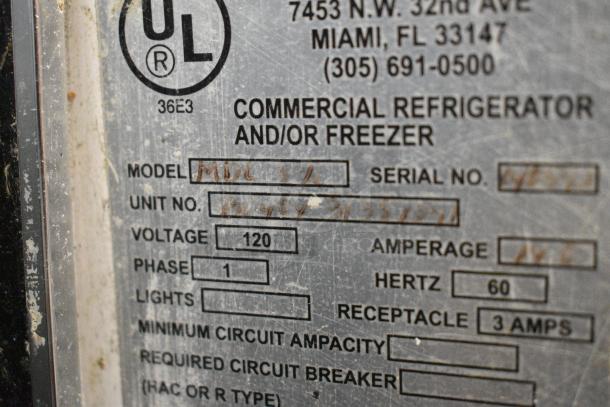 7453 N.W. 32nd AVE
MIAMI, FL 33147
(305) 691-0500
UL
®
36E3
COMMERCIAL REFRIGERATOR
AND/OR FREEZER
MODEL SERIAL NO.
UNIT NO.
VOLTAGE 120 AMPERAGE
PHASE 1 HERTZ 60
LIGHTS RECEPTACLE 3 AMPS
MINIMUM CIRCUIT AMPACITY
REQUIRED CIRCUIT BREAKER
(HAC OR R TYPE)